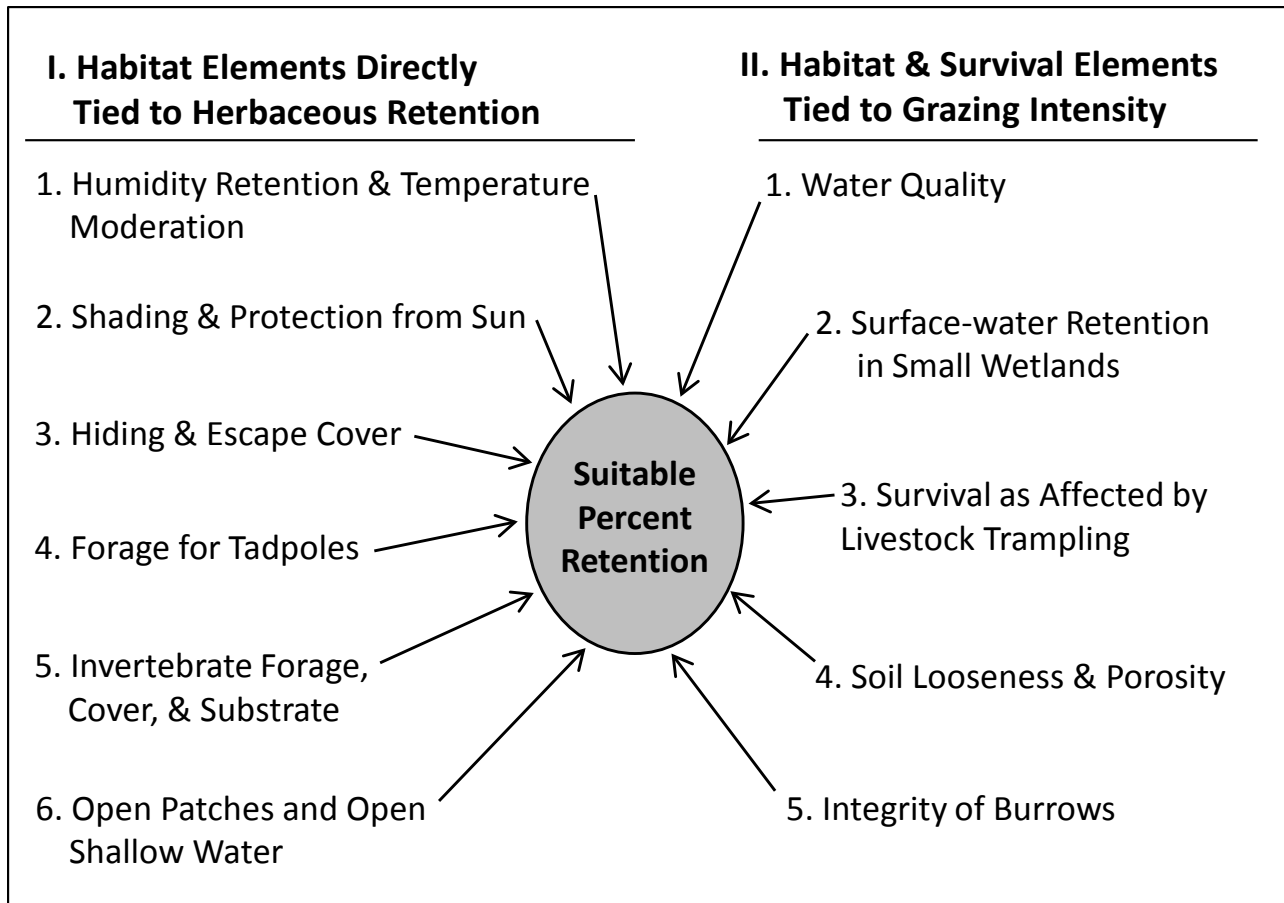 I. Habitat Elements Directly
Tied to Herbaceous Retention
1. Humidity Retention & Temperature
Moderation
2. Shading & Protection from Sun
3. Hiding & Escape Cover
4. Forage for Tadpoles
5. Invertebrate Forage,
Cover, & Substrate
6. Open Patches and Open
Shallow Water
Suitable
Percent
Retention
II. Habitat & Survival Elements
Tied to Grazing Intensity
1. Water Quality
2. Surface-water Retention
in Small Wetlands
3. Survival as Affected by
Livestock Trampling
4. Soil Looseness & Porosity
5. Integrity of Burrows